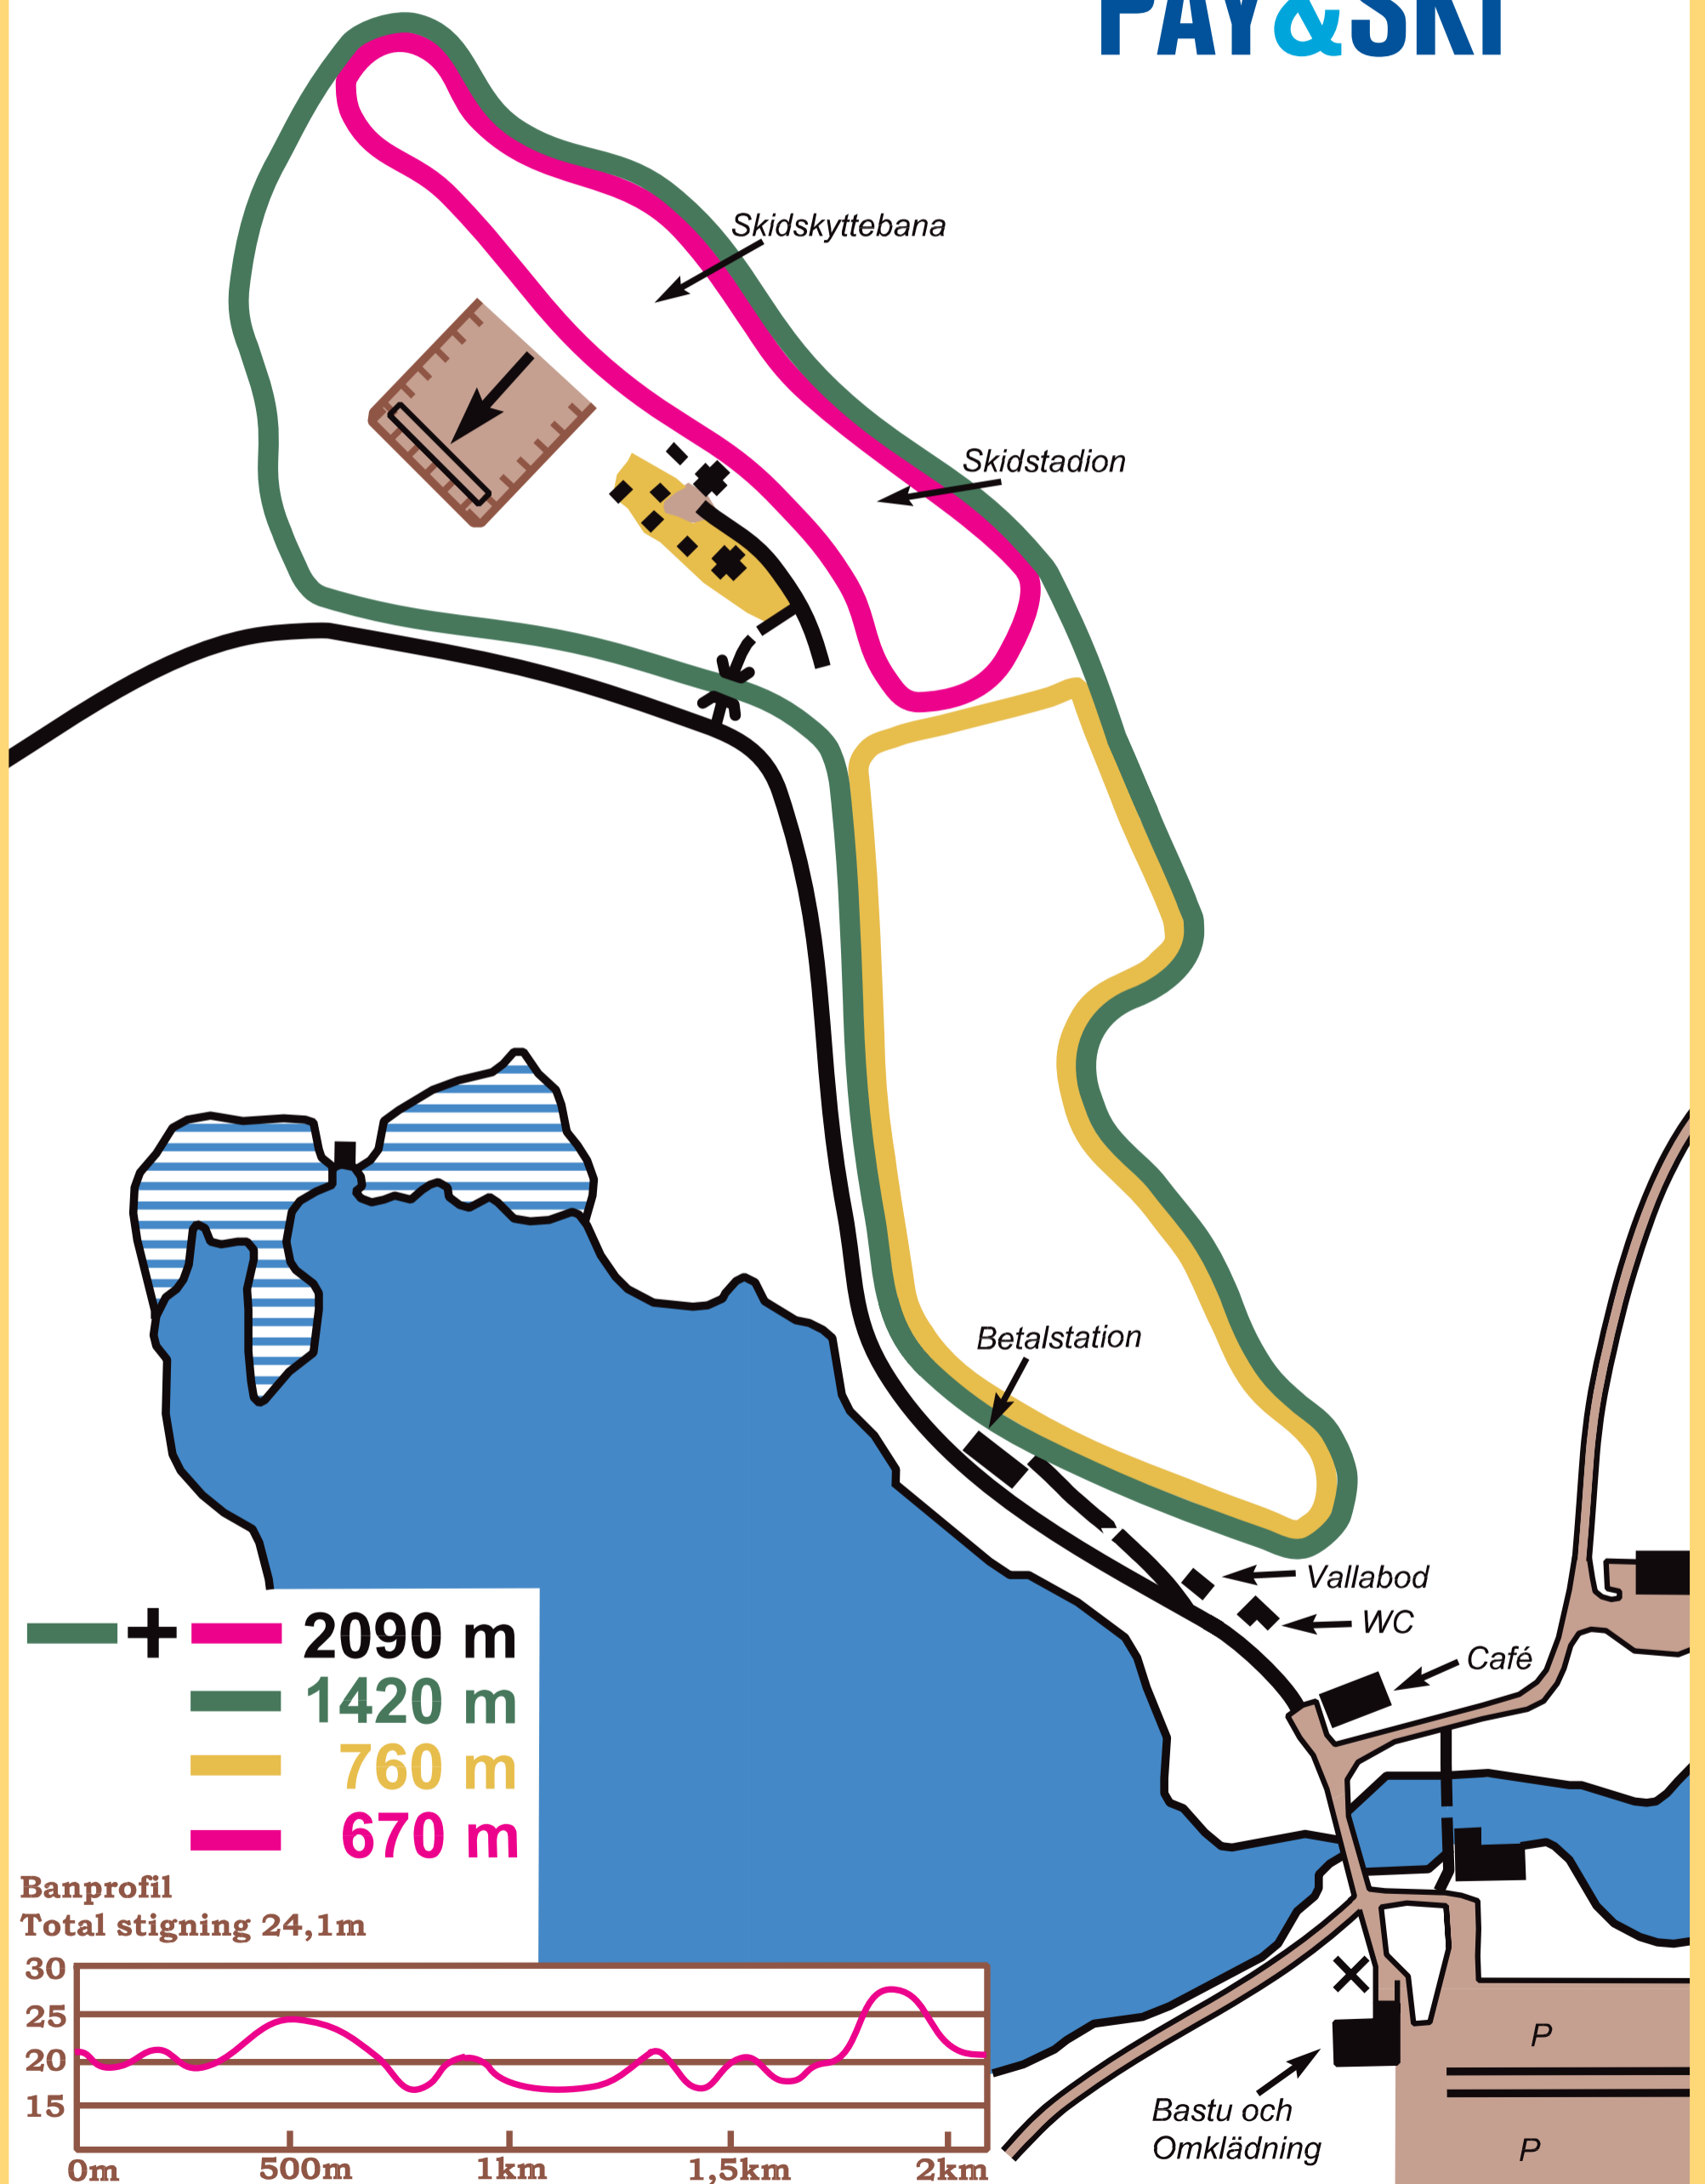 PAY&SKI
Skidskyttebana
Skidstadion
Betalstation
Vallabod
WC
Café
+ 2090 m
1420 m
760 m
670 m
Banprofil
Total stigning 24,1m
30
25
20
15
0m 500m 1km 1,5km 2km
P
Bastu och
Omklädning
P